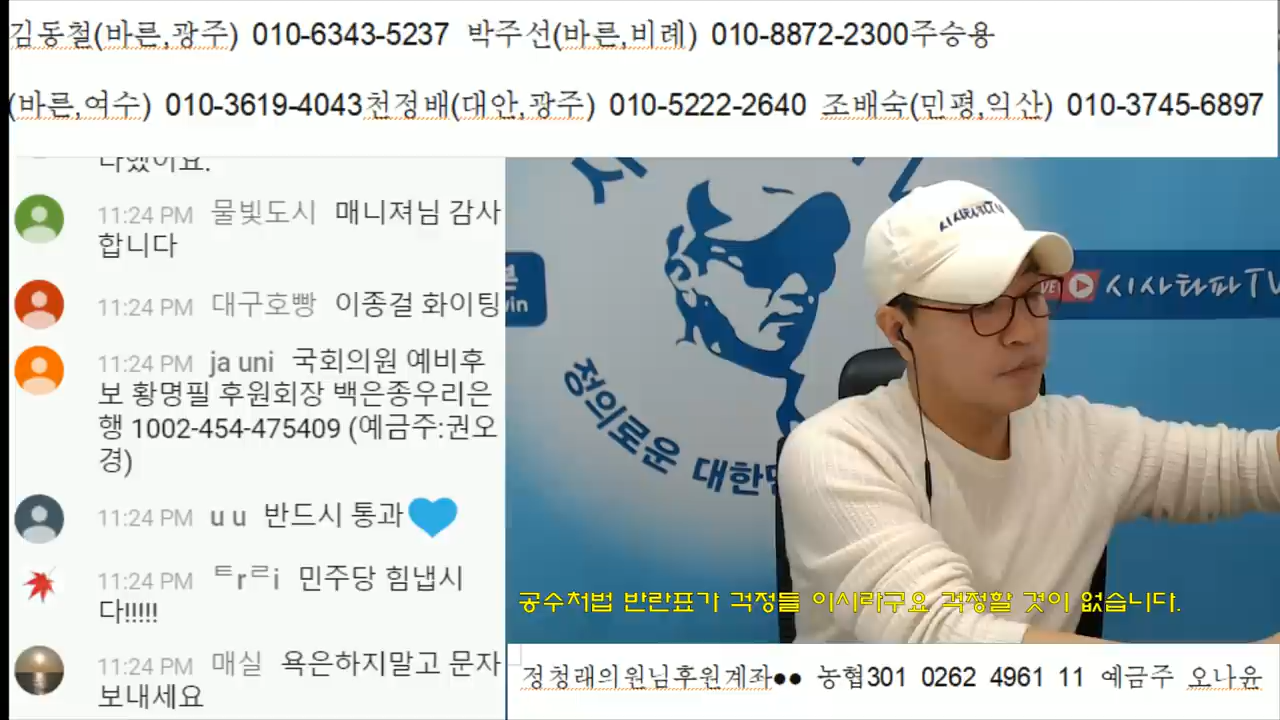 김동철(바른,광주) 010-6343-5237 박주선(바른,비례) 010-8872-2300주승용
(바른,여수) 010-3619-4043천정배(대안,광주) 010-5222-2640 조배숙(민평,익산) 010-3745-6897
다했어요.
11:24 PM 물빛도시 매니져님 감사
합니다
11:24 PM 대구호빵 이종걸 화이팅
11:24 PM ja uni 국회의원 예비후
보 황명필 후원회장 백은종우리은
행 1002-454-475409 (예금주:권오
경)
11:24 PM u u 반드시 통과
11:24 PM ᄐrᄅi 민주당 힘냅시
다!!!!!
11:24 PM 매실 욕은하지말고 문자
보내세요
시사타파TV
시사타파TV
정의로운 대한민
공수처법 반란표가 걱정들 이시라구요 걱정할 것이 없습니다.
정청래의원님후원계좌●● 농협301 0262 4961 11 예금주 오나윤